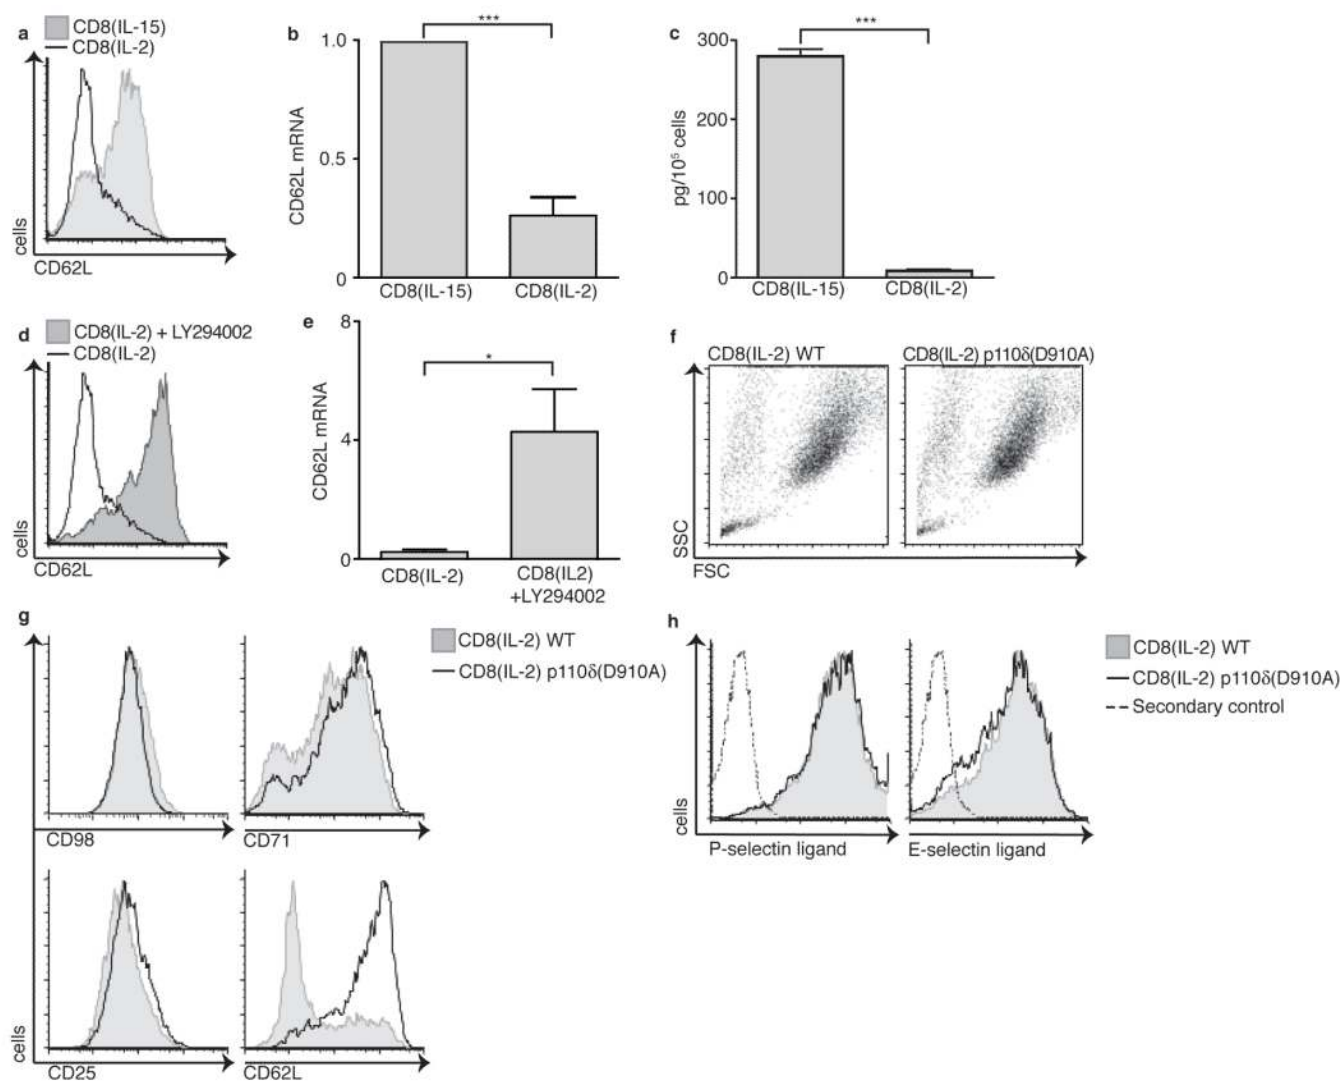 a
CD8(IL-15)
CD8(IL-2)
cells
CD62L
b
***
1.0
0.5
0
CD62L mRNA
CD8(IL-15)
CD8(IL-2)
c
***
300
200
100
0
pg/10⁵ cells
CD8(IL-15)
CD8(IL-2)
d
CD8(IL-2) + LY294002
CD8(IL-2)
cells
CD62L
e
*
8
4
0
CD62L mRNA
CD8(IL-2)
CD8(IL2)
+LY294002
f
CD8(IL-2) WT
CD8(IL-2) p110δ(D910A)
SSC
FSC
g
CD8(IL-2) WT
CD8(IL-2) p110δ(D910A)
CD98
CD71
cells
CD25
CD62L
h
CD8(IL-2) WT
CD8(IL-2) p110δ(D910A)
Secondary control
cells
P-selectin ligand
E-selectin ligand